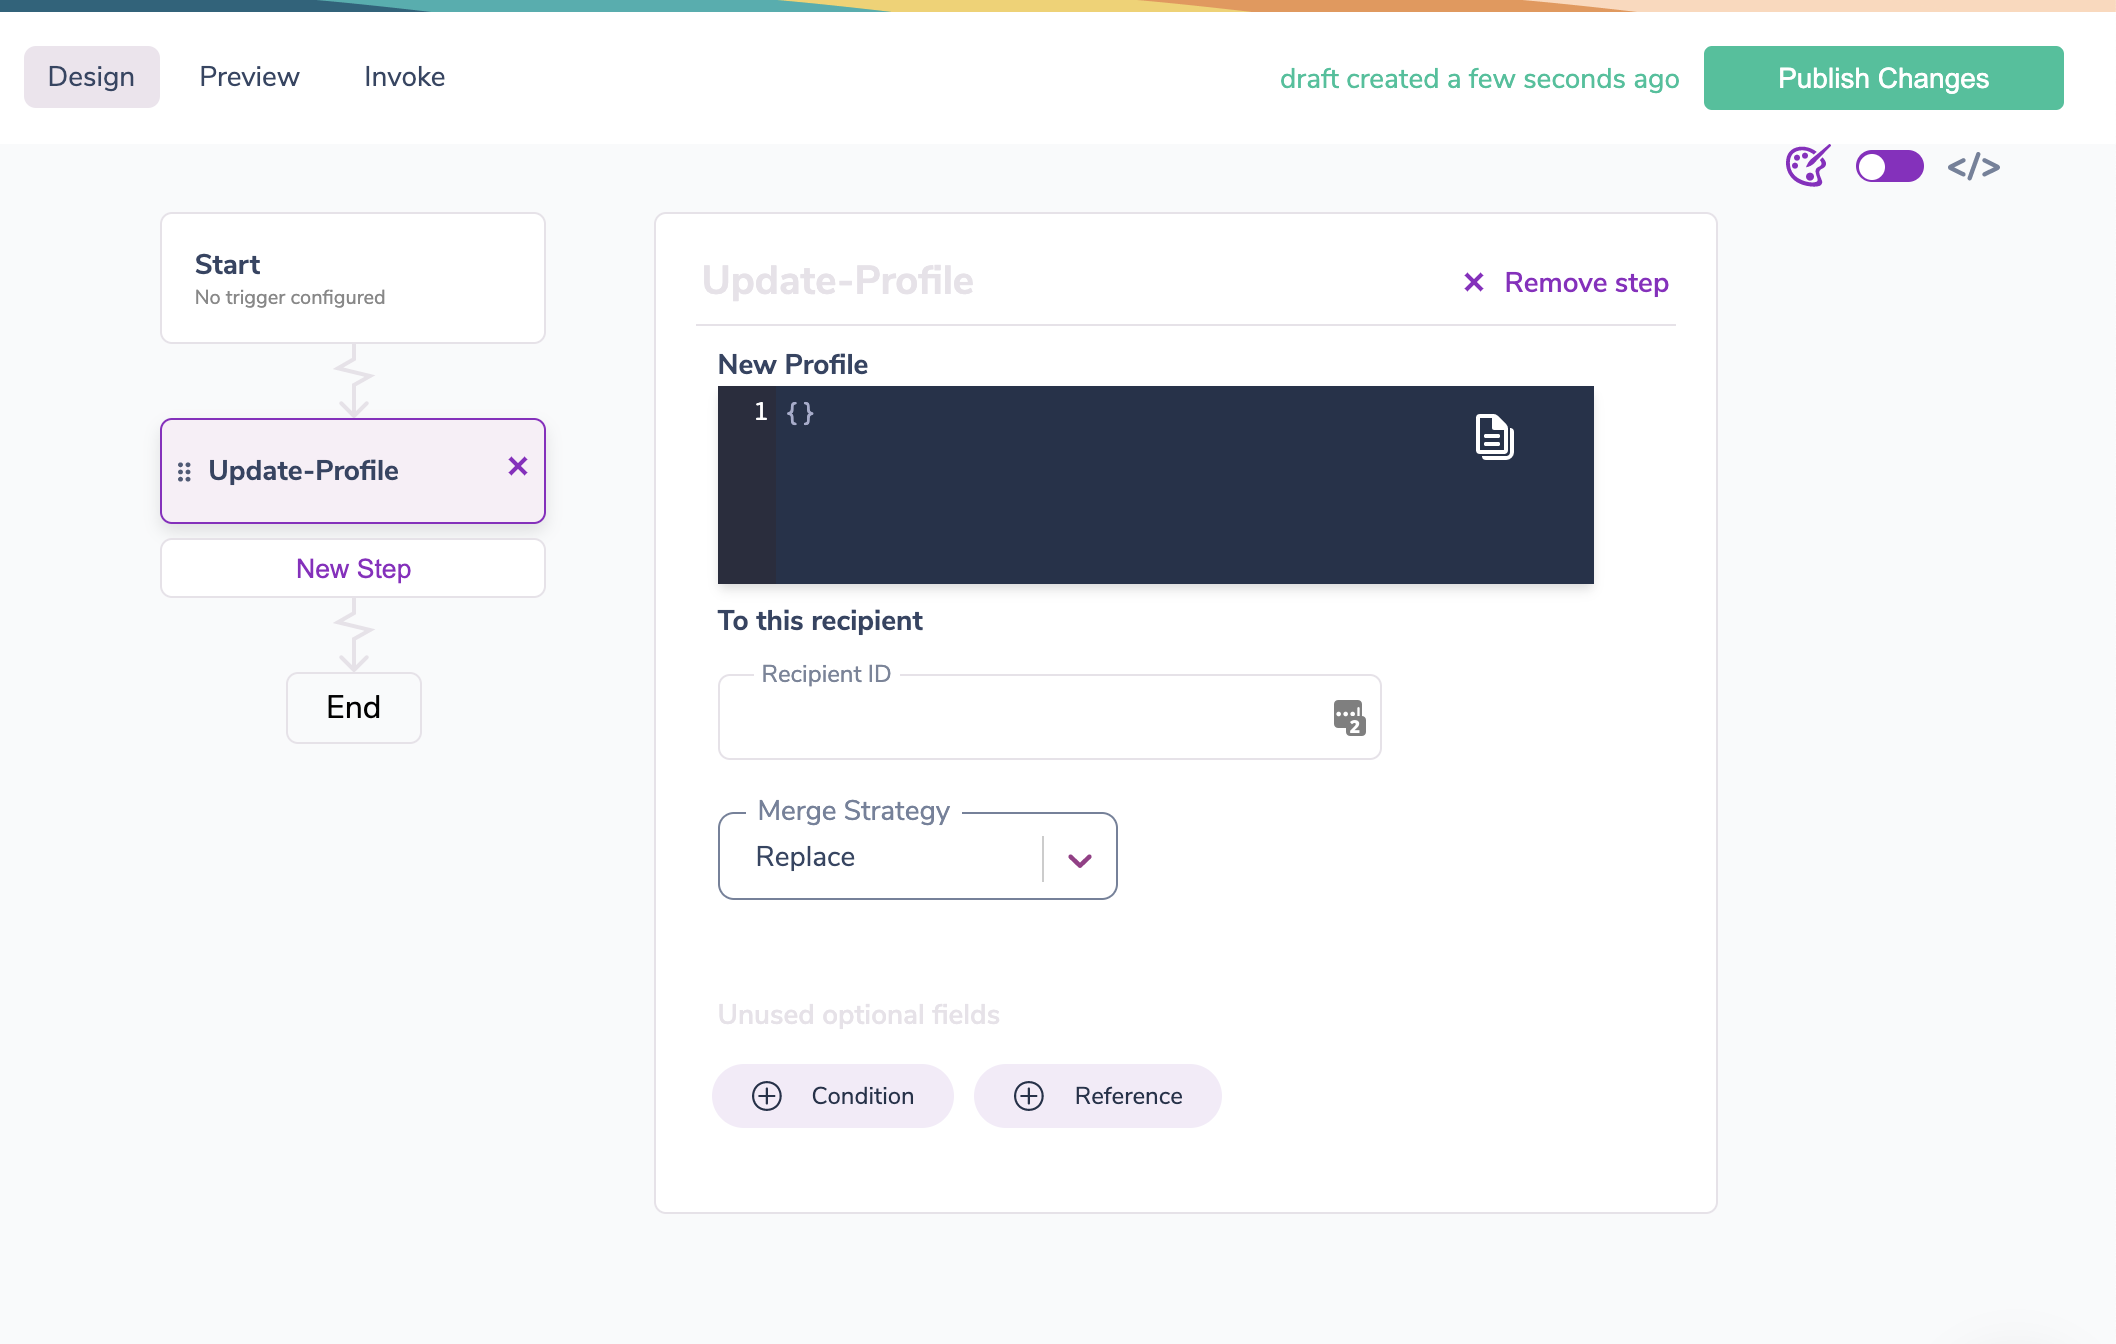 Design
Preview
Invoke
draft created a few seconds ago
Publish Changes
</>
Start
No trigger configured
Update-Profile
New Step
End
Update-Profile
Remove step
New Profile
1 {}
To this recipient
Recipient ID
2
Merge Strategy
Replace
Unused optional fields
Condition
Reference